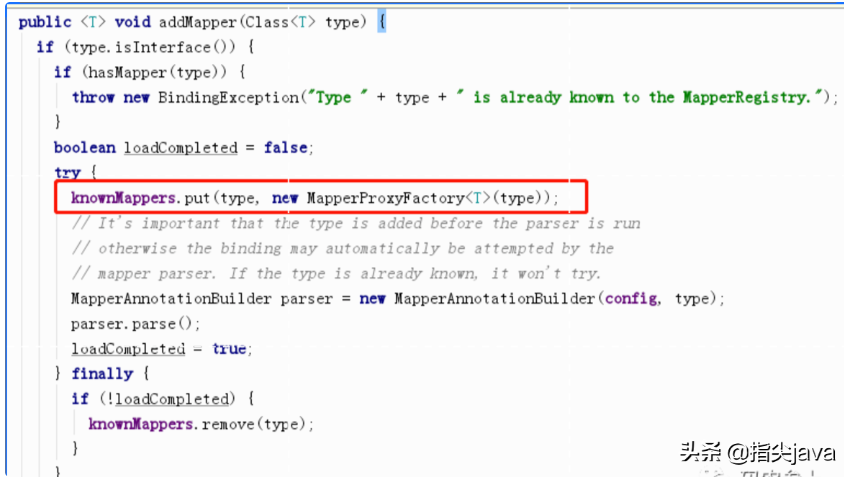 public <T> void addMapper(Class<T> type) {
if (type.isInterface()) {
if (hasMapper(type)) {
throw new BindingException("Type " + type + " is already known to the MapperRegistry.");
}
boolean loadCompleted = false;
try {
knownMappers.put(type, new MapperProxyFactory<T>(type));
// It's important that the type is added before the parser is run
// otherwise the binding may automatically be attempted by the
// mapper parser. If the type is already known, it won't try.
MapperAnnotationBuilder parser = new MapperAnnotationBuilder(config, type);
parser.parse();
loadCompleted = true;
} finally {
if (!loadCompleted) {
knownMappers.remove(type);
}
}
头条 @指尖java